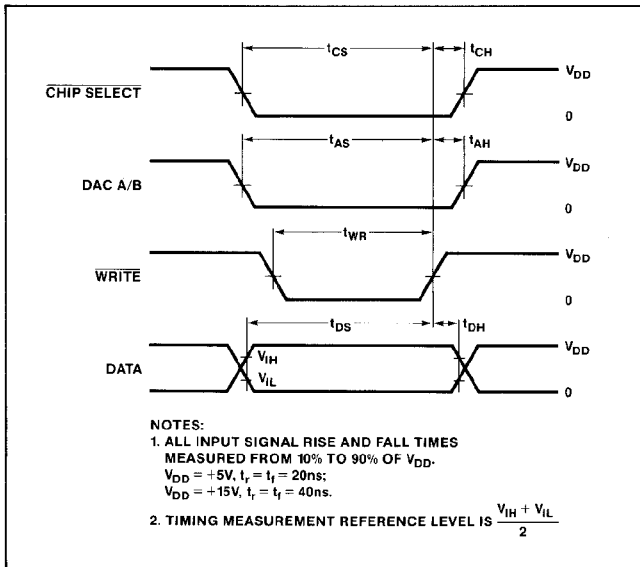 tCS
tCH
CHIP SELECT
VDD
0
tAS
tAH
DAC A/B
VDD
0
tWR
WRITE
VDD
0
tDS
tDH
DATA
VIH
VIL
VDD
0
NOTES:
1. ALL INPUT SIGNAL RISE AND FALL TIMES
MEASURED FROM 10% TO 90% OF VDD.
VDD = +5V, tr = tf = 20ns;
VDD = +15V, tr = tf = 40ns.
2. TIMING MEASUREMENT REFERENCE LEVEL IS VIH + VIL
2